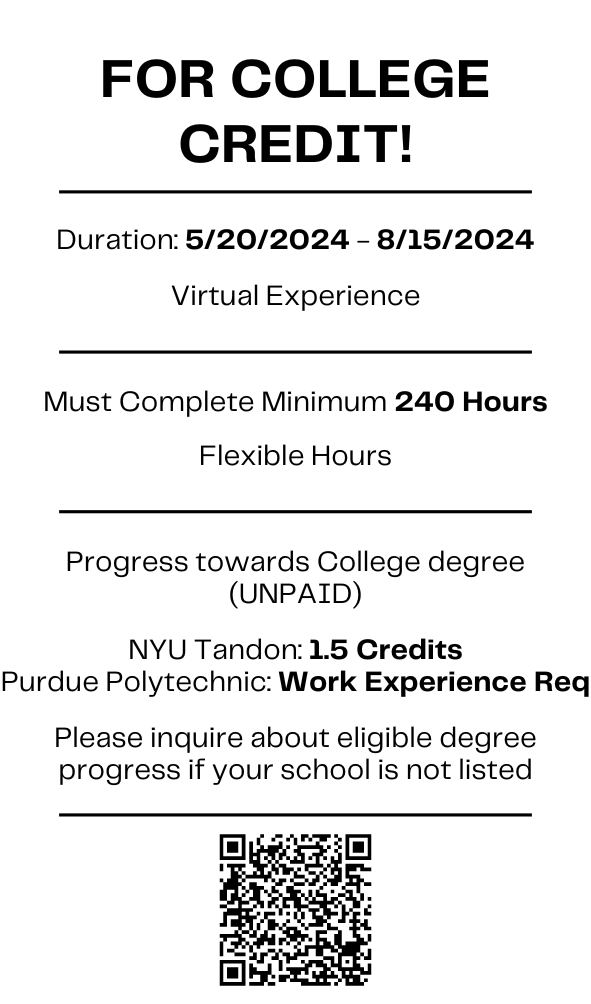 FOR COLLEGE
CREDIT!
Duration: 5/20/2024 - 8/15/2024
Virtual Experience
Must Complete Minimum 240 Hours
Flexible Hours
Progress towards College degree
(UNPAID)
NYU Tandon: 1.5 Credits
Purdue Polytechnic: Work Experience Req
Please inquire about eligible degree
progress if your school is not listed